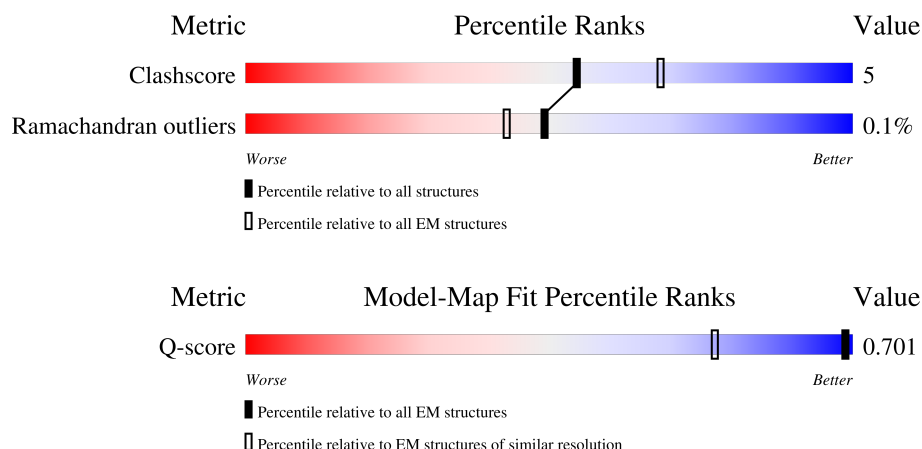 Metric Percentile Ranks Value
Clashscore 5
Ramachandran outliers 0.1%
Worse Better
Percentile relative to all structures
Percentile relative to all EM structures
Metric Model-Map Fit Percentile Ranks Value
Q-score 0.701
Worse Better
Percentile relative to all EM structures
Percentile relative to EM structures of similar resolution